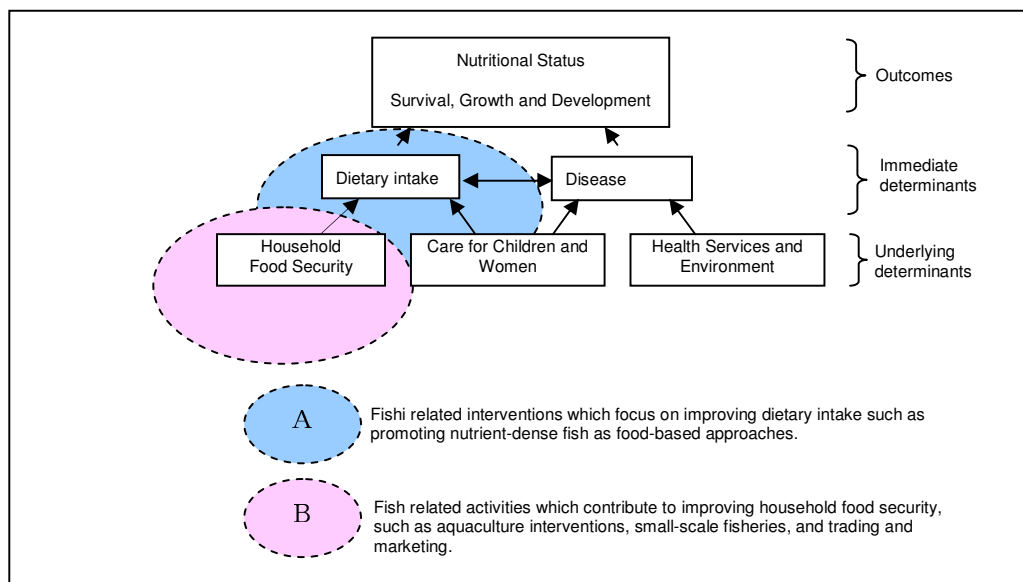 Nutritional Status
Survival, Growth and Development
Outcomes
Dietary intake
Disease
Immediate
determinants
Household
Food Security
Care for Children and
Women
Health Services and
Environment
Underlying
determinants
A
Fishi related interventions which focus on improving dietary intake such as
promoting nutrient-dense fish as food-based approaches.
B
Fish related activities which contribute to improving household food security,
such as aquaculture interventions, small-scale fisheries, and trading and
marketing.